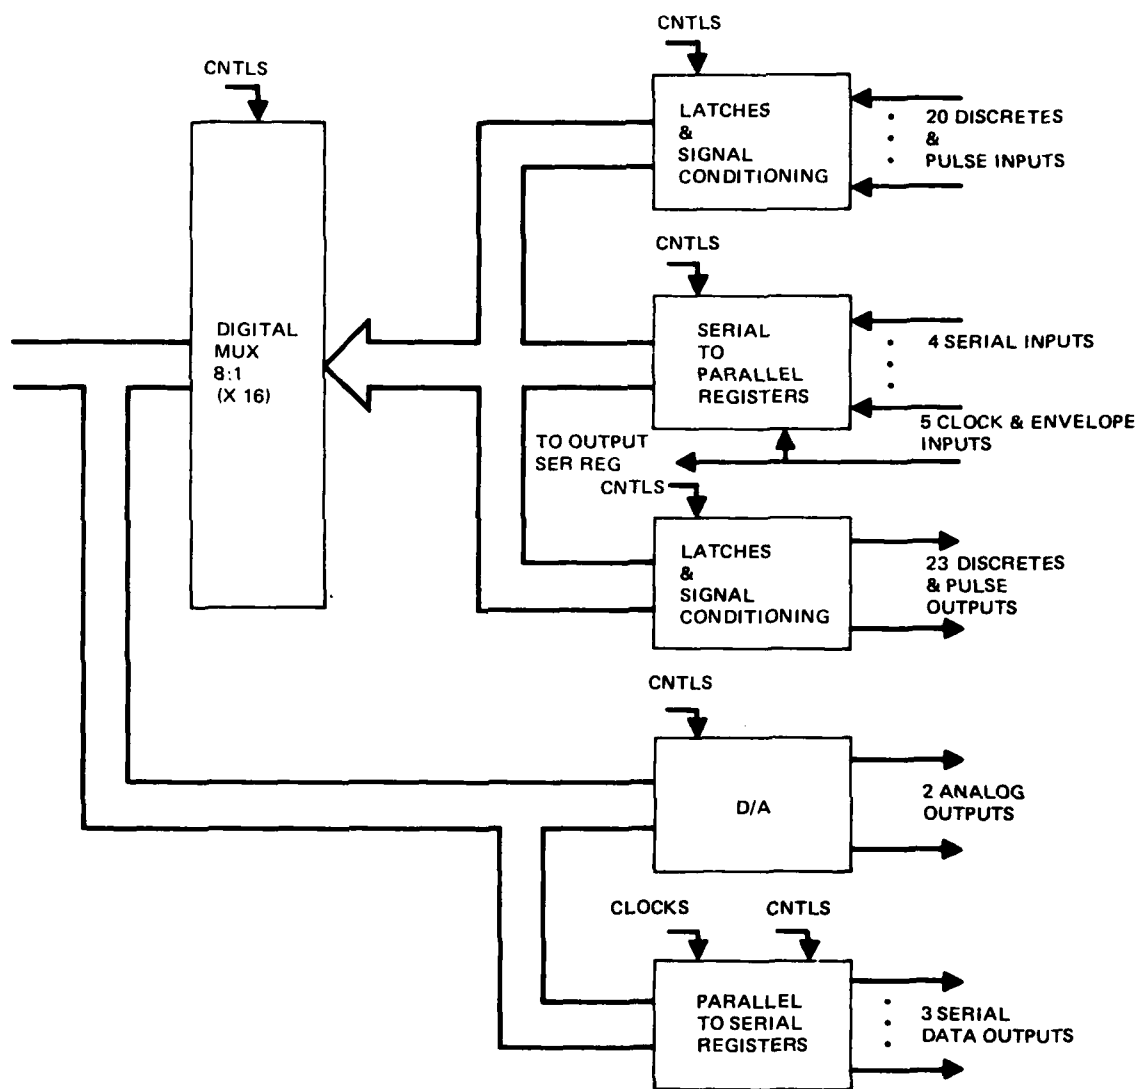 CNTLS
CNTLS
LATCHES
&
SIGNAL
CONDITIONING
20 DISCRETES
&
PULSE INPUTS
CNTLS
DIGITAL
MUX
8:1
(X 16)
SERIAL
TO
PARALLEL
REGISTERS
4 SERIAL INPUTS
5 CLOCK & ENVELOPE
INPUTS
TO OUTPUT
SER REG
CNTLS
LATCHES
&
SIGNAL
CONDITIONING
23 DISCRETES
& PULSE
OUTPUTS
CNTLS
D/A
2 ANALOG
OUTPUTS
CLOCKS
CNTLS
PARALLEL
TO SERIAL
REGISTERS
3 SERIAL
DATA OUTPUTS